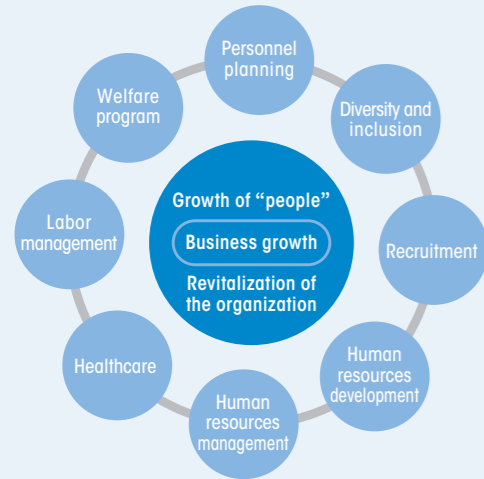 Personnel
planning
Diversity and
inclusion
Recruitment
Human
resources
development
Human
resources
management
Healthcare
Labor
management
Welfare
program
Growth of “people”
Business growth
Revitalization of
the organization